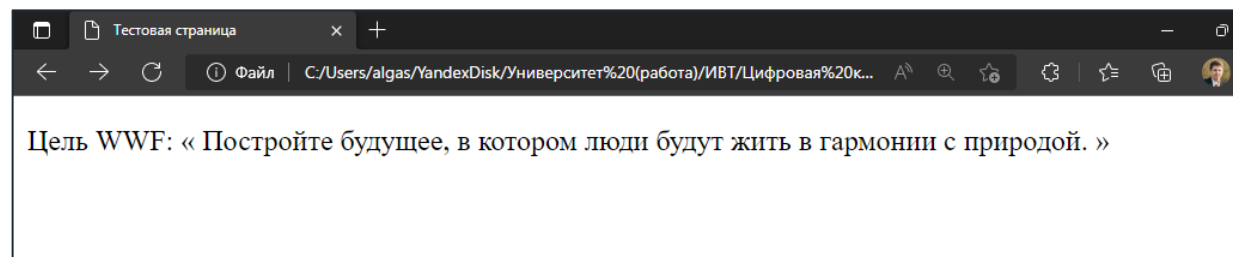 Тестовая страница
Файл C:/Users/algas/YandexDisk/Университет%20(работа)/ИВТ/Цифровая%20к...
Цель WWF: « Постройте будущее, в котором люди будут жить в гармонии с природой. »